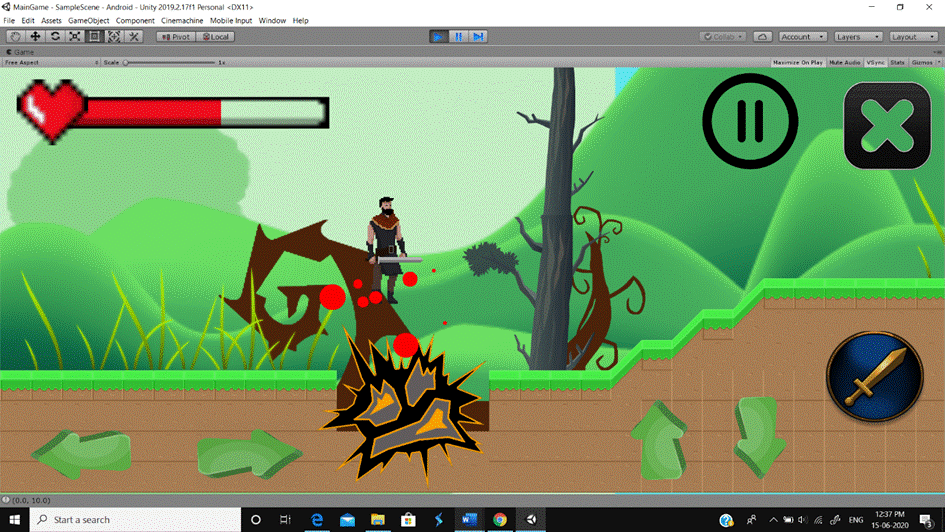 MainGame - SampleScene - Android - Unity 2019.2.17f1 Personal <DX11>
File Edit Assets GameObject Component Cinemachine Mobile Input Window Help
Pivot Local Collab Account Layers Layout
Game
Free Aspect Scale 1x Maximize On Play Mute Audio VSync Stats Gizmos
(0.0, 10.0)
Start a search
ENG 12:37 PM
15-06-2020
3